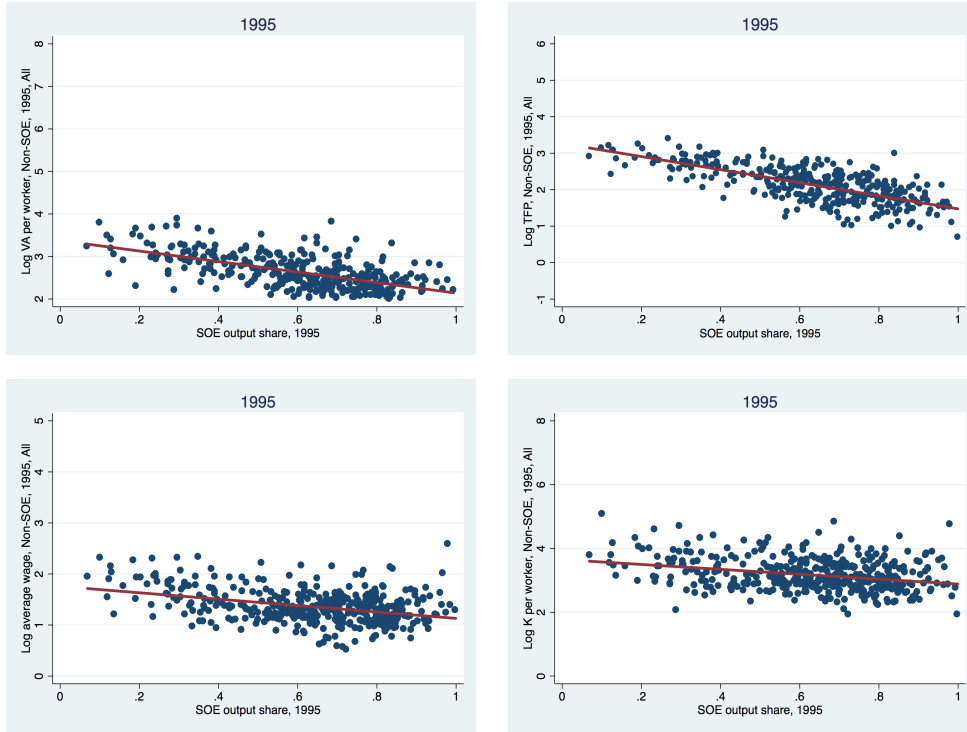 1995
Log VA per worker, Non-SOE, 1995, All
8
7
6
5
4
3
2
0 .2 .4 .6 .8 1
SOE output share, 1995
1995
Log TFP, Non-SOE, 1995, All
6
5
4
3
2
1
0
-1
0 .2 .4 .6 .8 1
SOE output share, 1995
1995
Log average wage, Non-SOE, 1995, All
5
4
3
2
1
0
0 .2 .4 .6 .8 1
SOE output share, 1995
1995
Log K per worker, Non-SOE, 1995, All
8
6
4
2
0
0 .2 .4 .6 .8 1
SOE output share, 1995